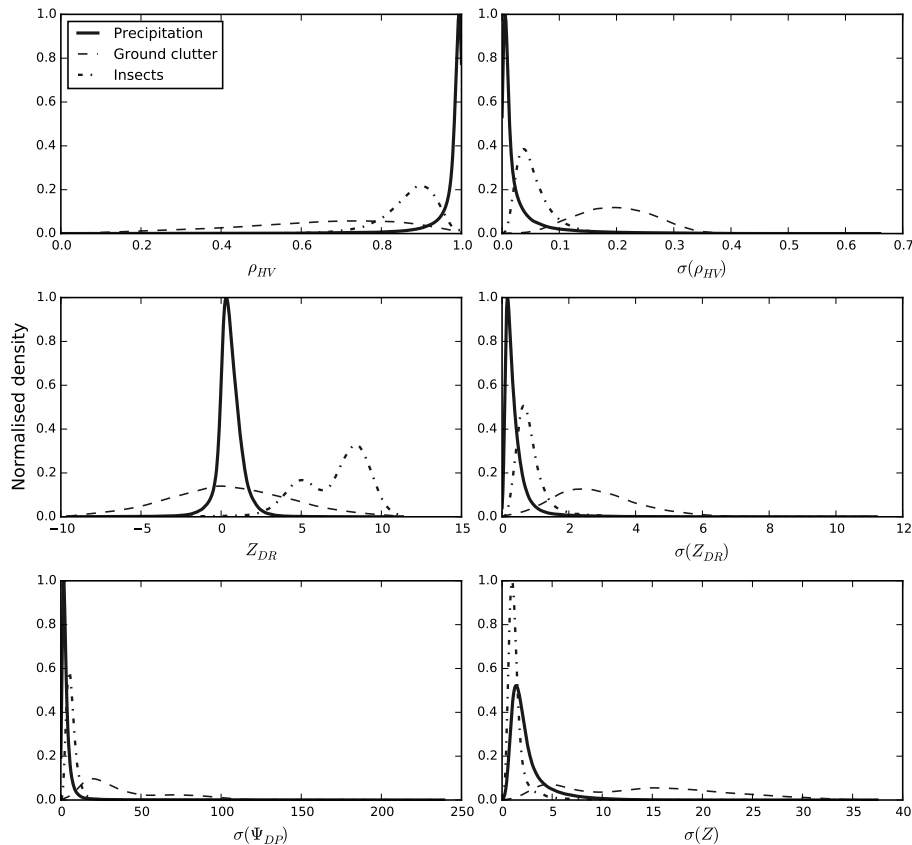 1.0 0.8 0.6 0.4 0.2 0.0
Precipitation
Ground clutter
Insects
0.0 0.2 0.4 0.6 0.8 1.0
ρHV
1.0 0.8 0.6 0.4 0.2 0.0
0.0 0.1 0.2 0.3 0.4 0.5 0.6 0.7
σ(ρHV)
Normalised density
1.0 0.8 0.6 0.4 0.2 0.0
−10 −5 0 5 10 15
ZDR
1.0 0.8 0.6 0.4 0.2 0.0
0 2 4 6 8 10 12
σ(ZDR)
1.0 0.8 0.6 0.4 0.2 0.0
0 50 100 150 200 250
σ(ΨDP)
1.0 0.8 0.6 0.4 0.2 0.0
0 5 10 15 20 25 30 35 40
σ(Z)